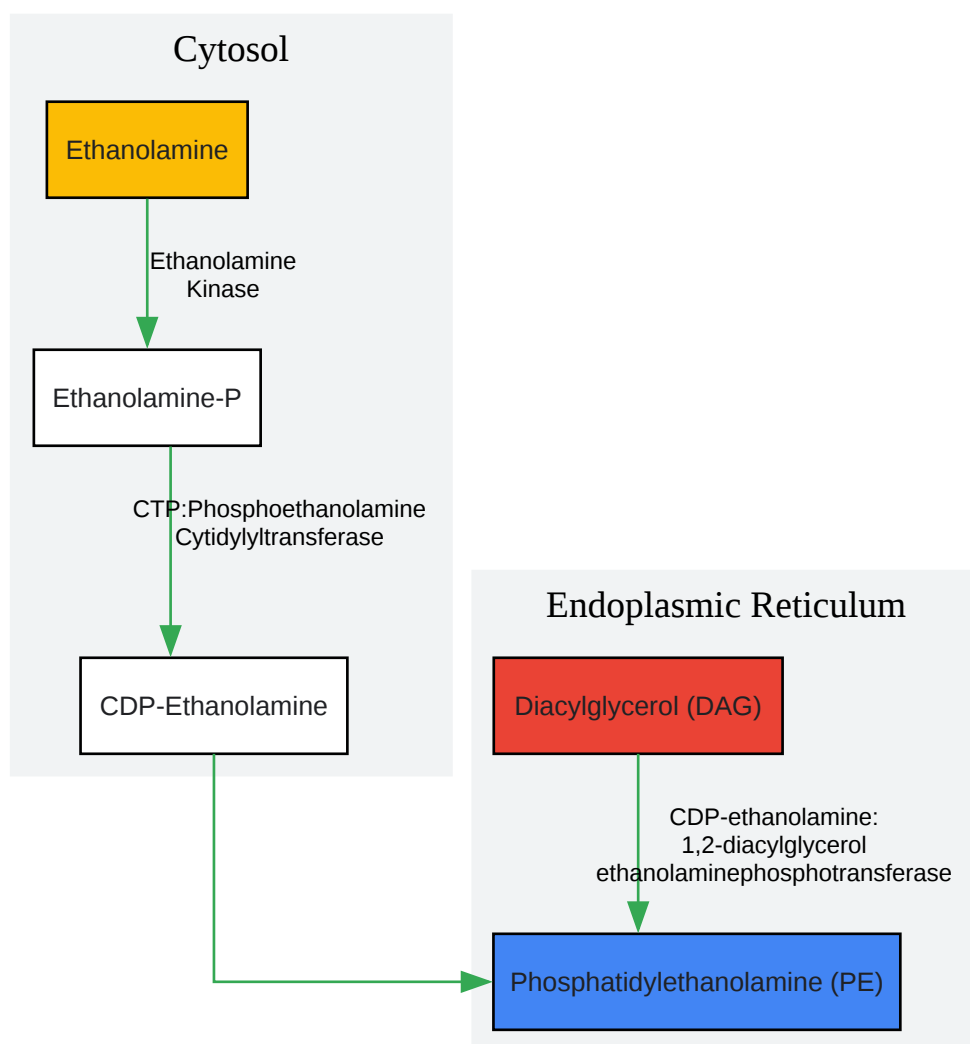 Cytosol
Ethanolamine
Ethanolamine
Kinase
Ethanolamine-P
CTP:Phosphoethanolamine
Cytidylyltransferase
CDP-Ethanolamine
Endoplasmic Reticulum
Diacylglycerol (DAG)
CDP-ethanolamine:
1,2-diacylglycerol
ethanolaminephosphotransferase
Phosphatidylethanolamine (PE)